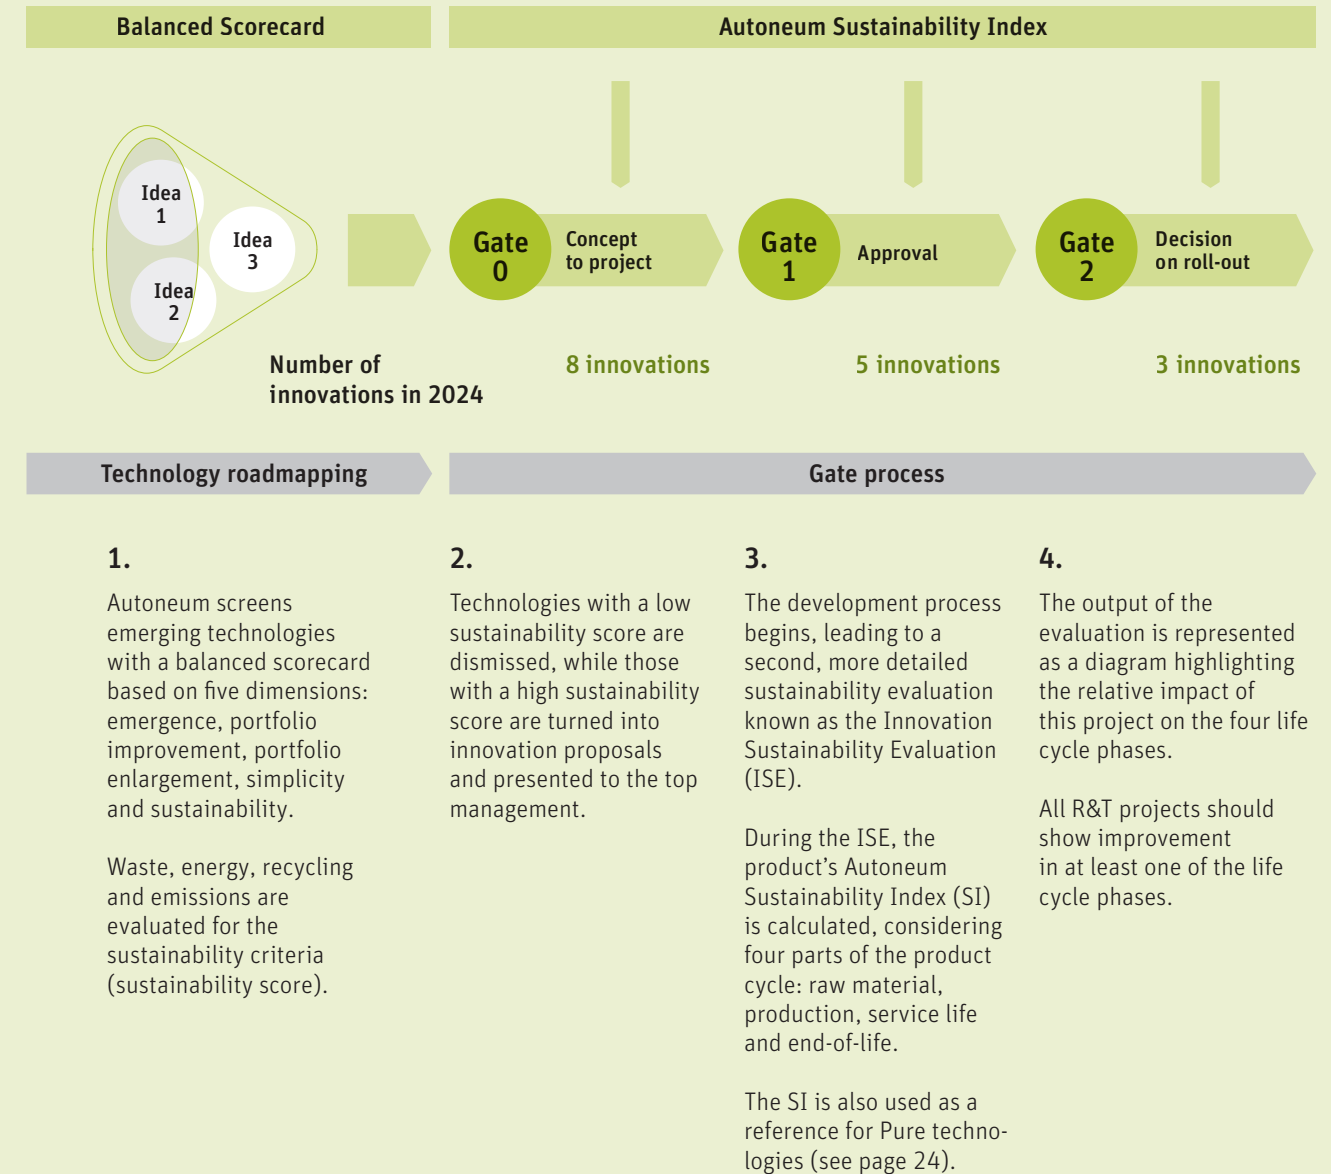 Balanced Scorecard
Autoneum Sustainability Index
Idea
1
Idea
2
Idea
3
Gate
0
Concept
to project
Gate
1
Approval
Gate
2
Decision
on roll-out
Number of
innovations in 2024
8 innovations
5 innovations
3 innovations
Technology roadmapping
Gate process
1.
Autoneum screens
emerging technologies
with a balanced scorecard
based on five dimensions:
emergence, portfolio
improvement, portfolio
enlargement, simplicity
and sustainability.
Waste, energy, recycling
and emissions are
evaluated for the
sustainability criteria
(sustainability score).
2.
Technologies with a low
sustainability score are
dismissed, while those
with a high sustainability
score are turned into
innovation proposals
and presented to the top
management.
3.
The development process
begins, leading to a
second, more detailed
sustainability evaluation
known as the Innovation
Sustainability Evaluation
(ISE).
During the ISE, the
product's Autoneum
Sustainability Index (SI)
is calculated, considering
four parts of the product
cycle: raw material,
production, service life
and end-of-life.
The SI is also used as a
reference for Pure techno-
logies (see page 24).
4.
The output of the
evaluation is represented
as a diagram highlighting
the relative impact of
this project on the four life
cycle phases.
All R&T projects should
show improvement
in at least one of the life
cycle phases.